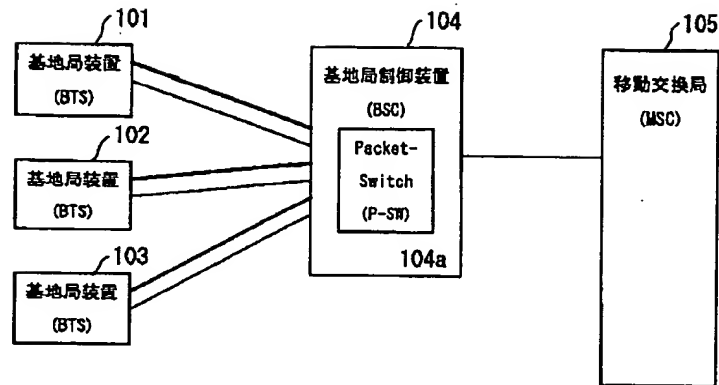 101
基地局装置
(BTS)
102
基地局装置
(BTS)
103
基地局装置
(BTS)
104
基地局制御装置
(BSC)
Packet-
Switch
(P-SW)
104a
105
移動交換局
(MSC)